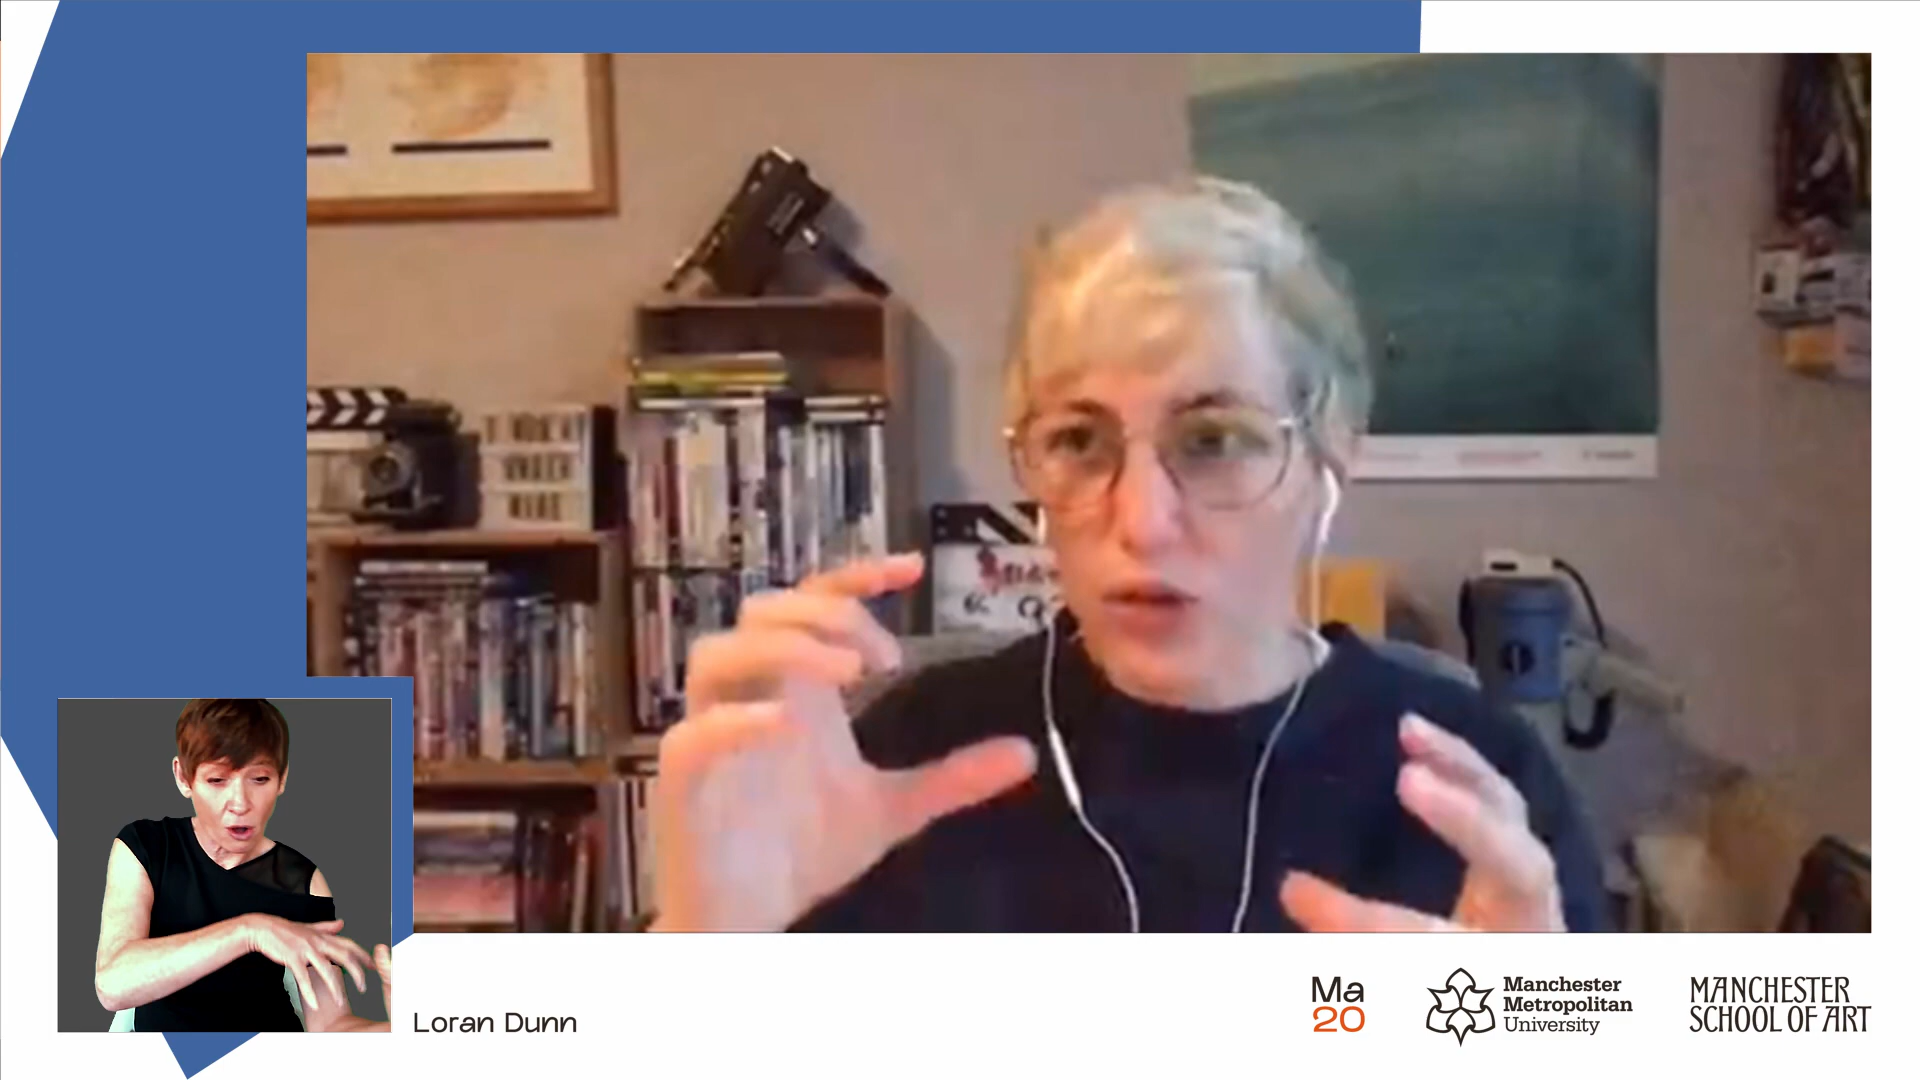 Loran Dunn
Ma
20
Manchester
Metropolitan
University
MANCHESTER
SCHOOL OF ART